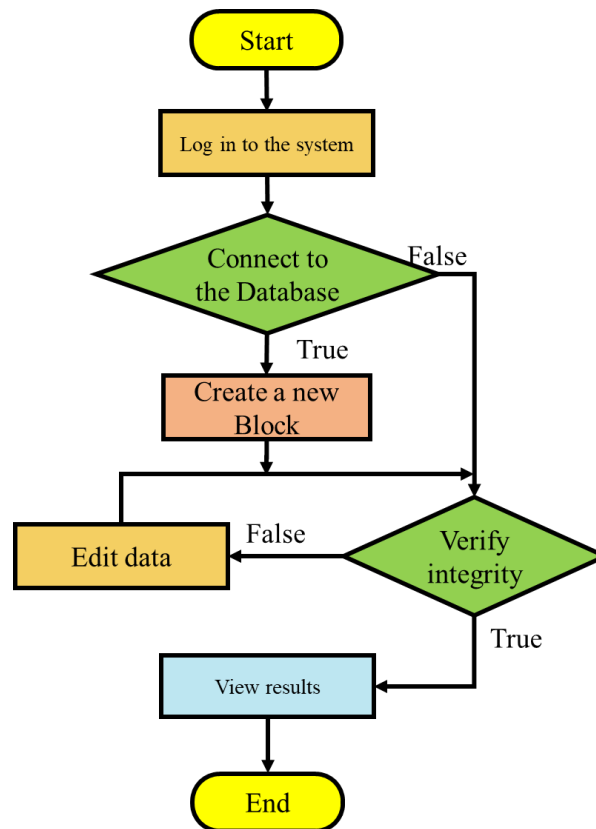 Start
Log in to the system
Connect to
the Database
False
True
Create a new
Block
Edit data
False
Verify
integrity
True
View results
End